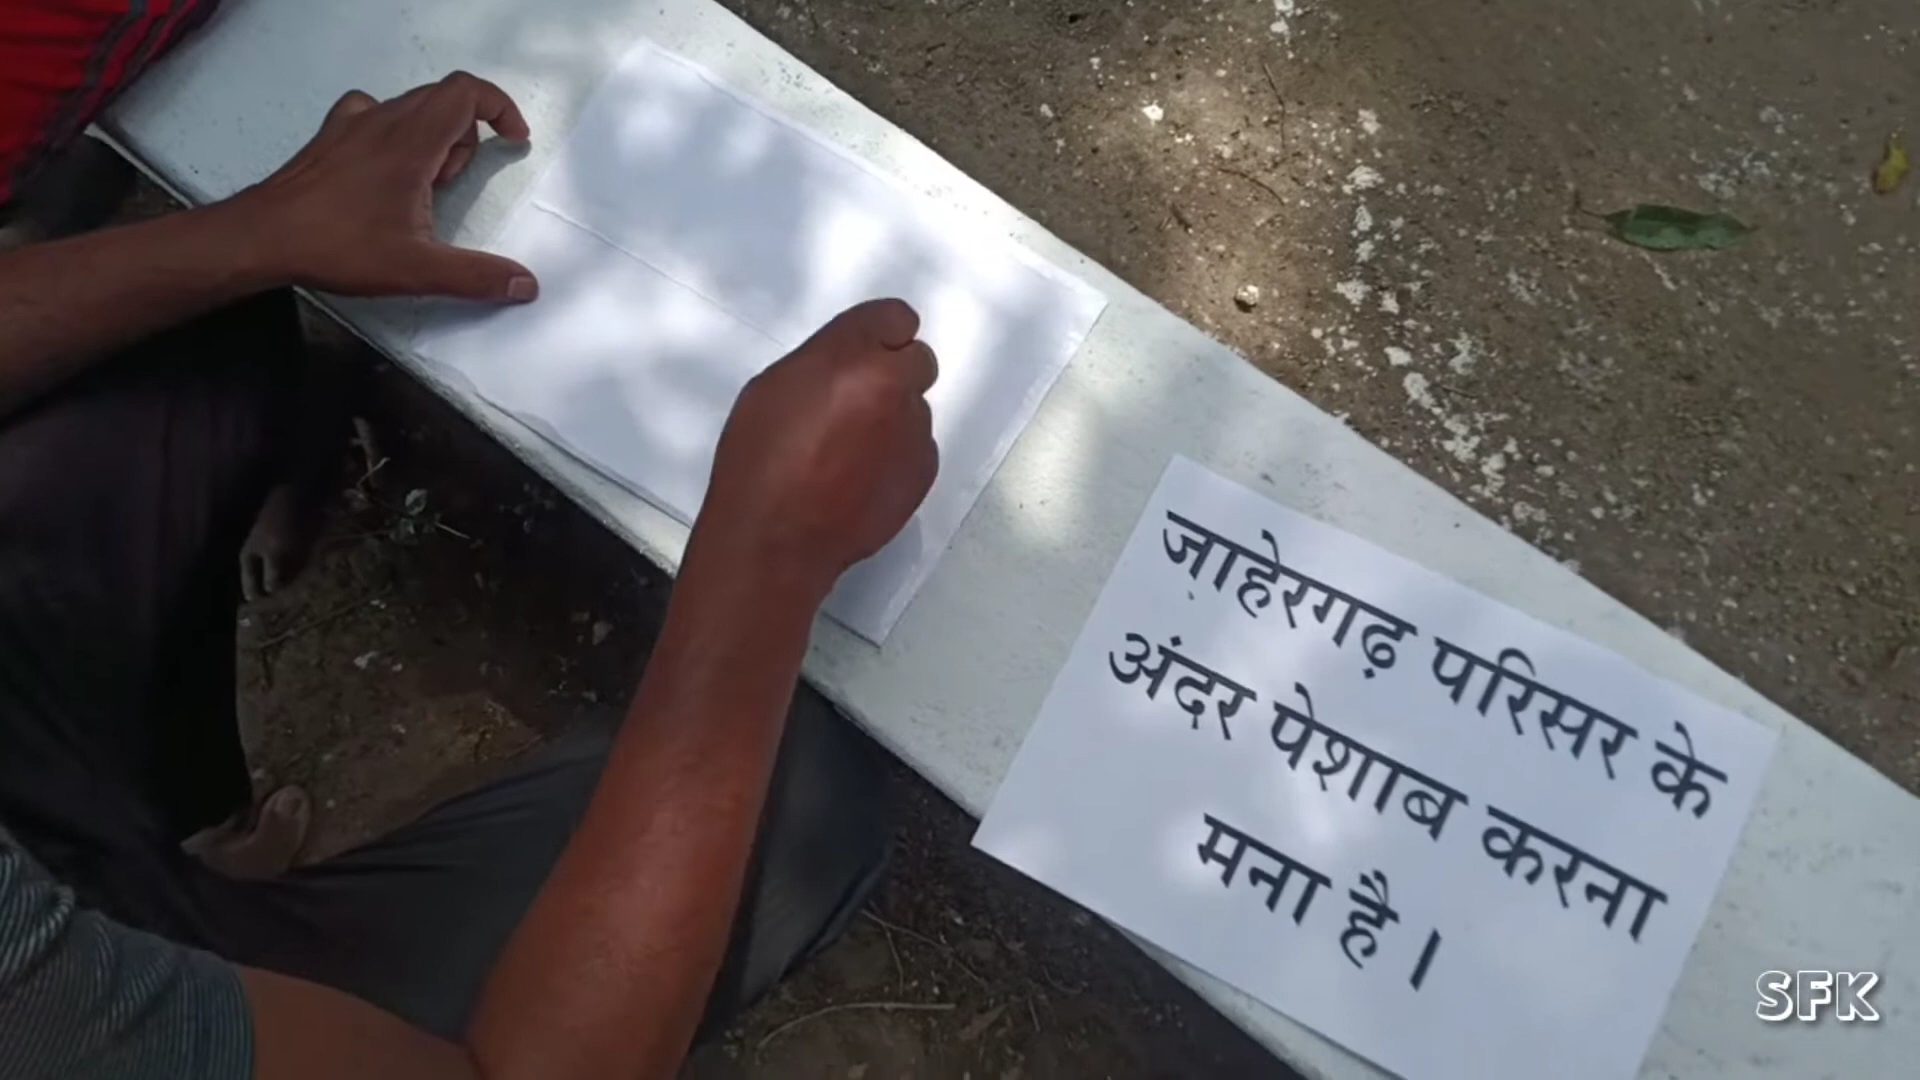 ज़ाहेरगढ़ परिसर के
अंदर पेशाब करना
मना है।
SFK